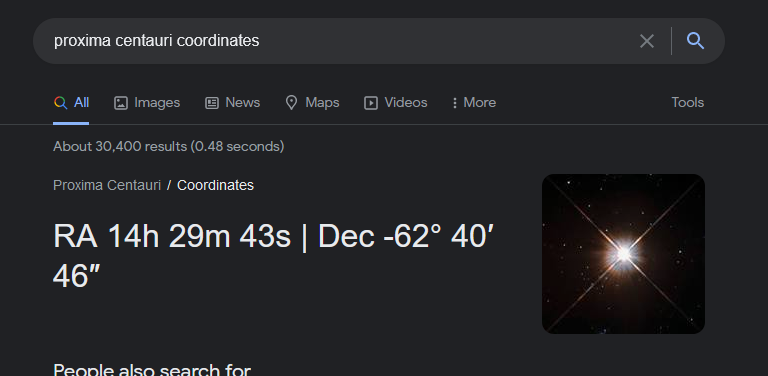 proxima centauri coordinates
All Images News Maps Videos More Tools
About 30,400 results (0.48 seconds)
Proxima Centauri / Coordinates
RA 14h 29m 43s | Dec -62° 40′
46″
People also search for